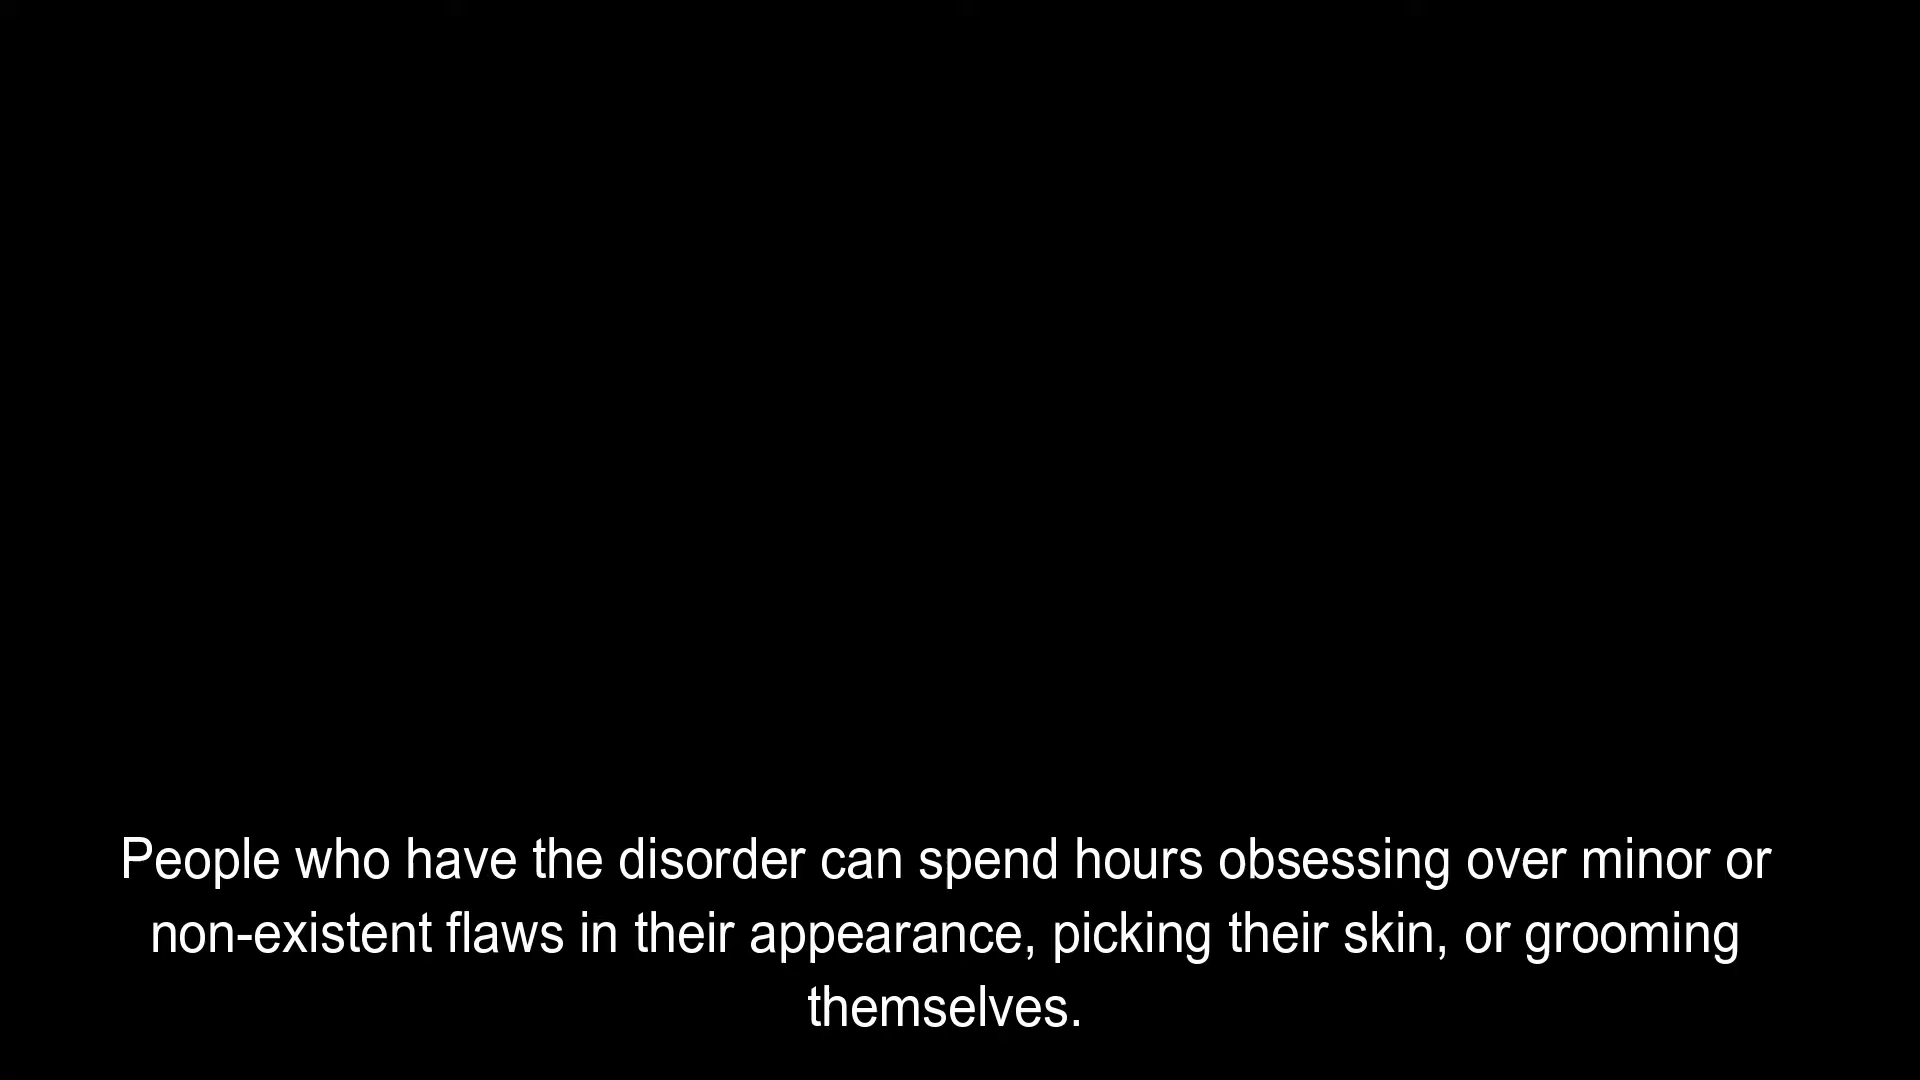 People who have the disorder can spend hours obsessing over minor or
non-existent flaws in their appearance, picking their skin, or grooming
themselves.